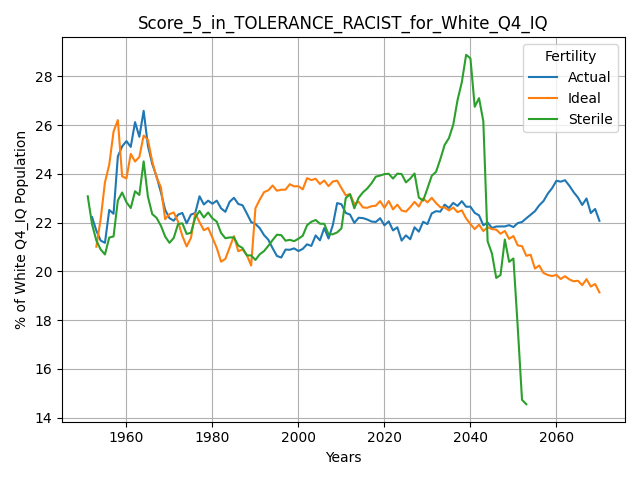 Score_5_in_TOLERANCE_RACIST_for_White_Q4_IQ
Fertility
Actual
Ideal
Sterile
% of White Q4_IQ Population
28
26
24
22
20
18
16
14
1960
1980
2000
2020
2040
2060
Years